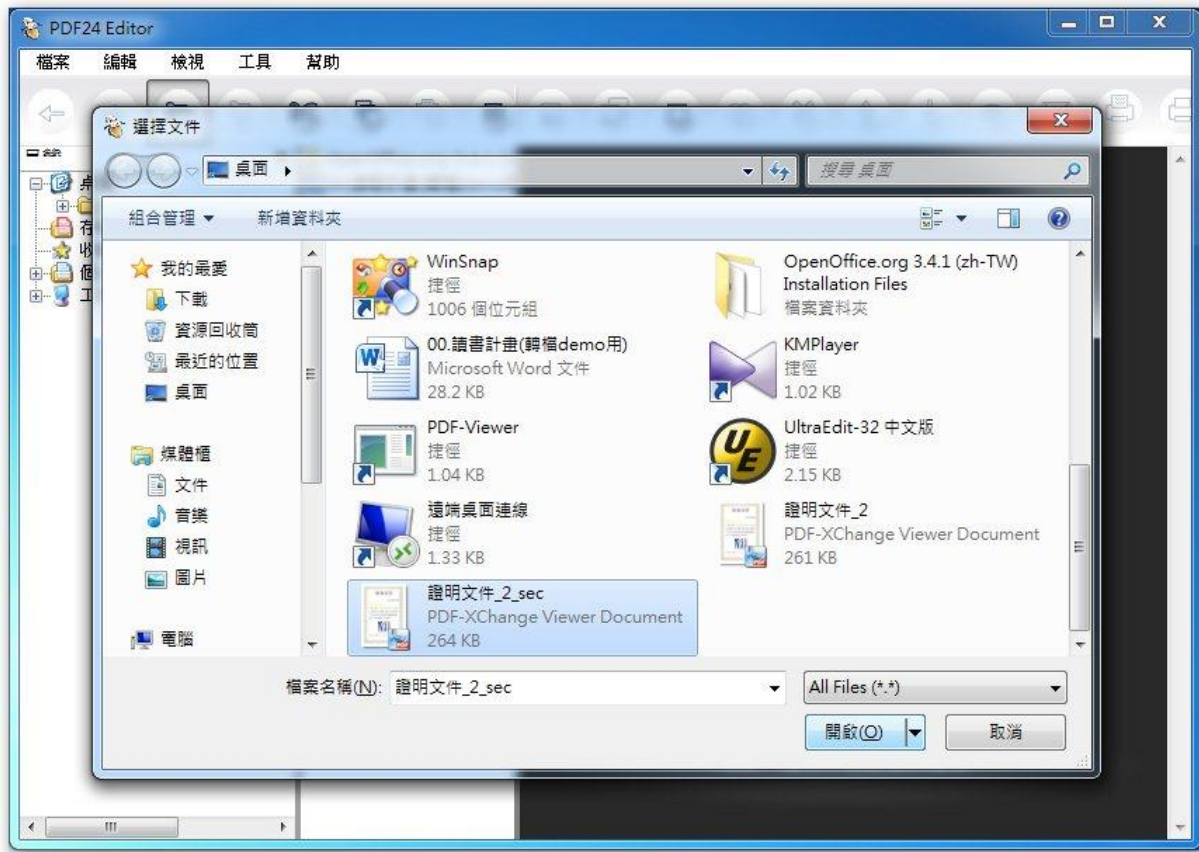 PDF24 Editor
檔案 編輯 檢視 工具 幫助
選擇文件
桌面
搜尋 桌面
組合管理 新增資料夾
我的最愛
下載
資源回收筒
最近的位置
桌面
媒體櫃
文件
音樂
視訊
圖片
電腦
WinSnap
捷徑
1006 個位元組
OpenOffice.org 3.4.1 (zh-TW)
Installation Files
檔案資料夾
00.讀書計畫(轉檔demo用)
Microsoft Word 文件
28.2 KB
KMPlayer
捷徑
1.02 KB
PDF-Viewer
捷徑
1.04 KB
UltraEdit-32 中文版
捷徑
2.15 KB
遠端桌面連線
捷徑
1.33 KB
證明文件_2
PDF-XChange Viewer Document
261 KB
證明文件_2_sec
PDF-XChange Viewer Document
264 KB
檔案名稱(N): 證明文件_2_sec
All Files (*.*)
開啟(O) 取消